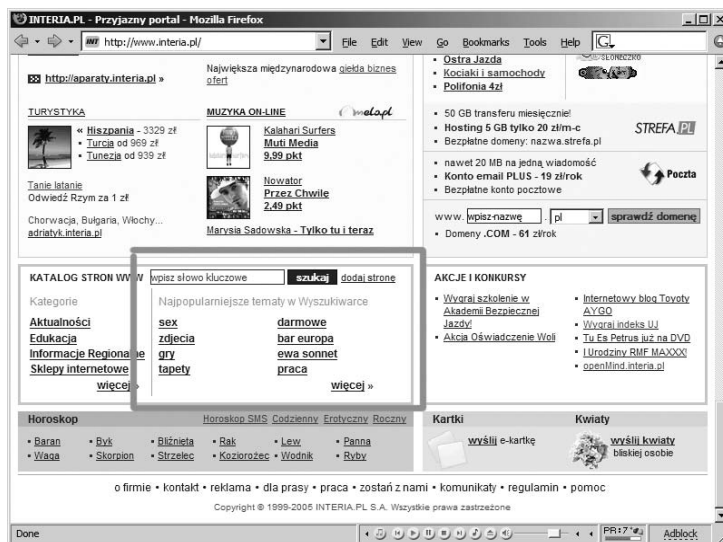 INTERIA.PL - Przyjazny portal - Mozilla Firefox
http://www.interia.pl/
File Edit View Go Bookmarks Tools Help
http://aparaty.interia.pl »
Największa międzynarodowa giełda biznes
ofert
TURYSTYKA
« Hiszpania - 3329 zł
Turcja od 969 zł
Tunezja od 939 zł
Tanie latanie
Odwiedź Rzym za 1 zł
Chorwacja, Bułgaria, Włochy...
adriatyk.interia.pl
MUZYKA ON-LINE
melo.pl
Kalahari Surfers
Muti Media
9,99 pkt
Nowator
Przez Chwile
2,49 pkt
Marysia Sadowska - Tylko tu i teraz
Ostra Jazda
Kociaki i samochody
Polifonia 4zł
SŁONECZKO
50 GB transferu miesięcznie!
Hosting 5 GB tylko 20 zł/m-c
Bezpłatne domeny: nazwa.strefa.pl
STREFA.PL
nawet 20 MB na jedną wiadomość
Konto email PLUS - 19 zł/rok
Bezpłatne konto pocztowe
Poczta
www. wpisz-nazwę . pl sprawdź domenę
Domeny .COM - 61 zł/rok
KATALOG STRON WWW wpisz słowo kluczowe szukaj dodaj stronę
Kategorie
Aktualności
Edukacja
Informacje Regionalne
Sklepy internetowe
więcej »
Najpopularniejsze tematy w Wyszukiwarce
sex darmowe
zdjecia bar europa
gry ewa sonnet
tapety praca
więcej »
AKCJE I KONKURSY
Wygraj szkolenie w
Akademii Bezpiecznej
Jazdy!
Akcja Oświadczenie Woli
Internetowy blog Toyoty
AYGO
Wygraj indeks UJ
Tu Es Petrus już na DVD
I Urodziny RMF MAXXX!
openMind.interia.pl
Horoskop Horoskop SMS Codzienny Erotyczny Roczny
Baran Byk Bliźnięta Rak Lew Panna
Waga Skorpion Strzelec Koziorożec Wodnik Ryby
Kartki
wyślij e-kartkę
Kwiaty
wyślij kwiaty
bliskiej osobie
o firmie • kontakt • reklama • dla prasy • praca • zostań z nami • komunikaty • regulamin • pomoc
Copyright © 1999-2005 INTERIA.PL S.A. Wszystkie prawa zastrzeżone
Done PR:7 Adblock